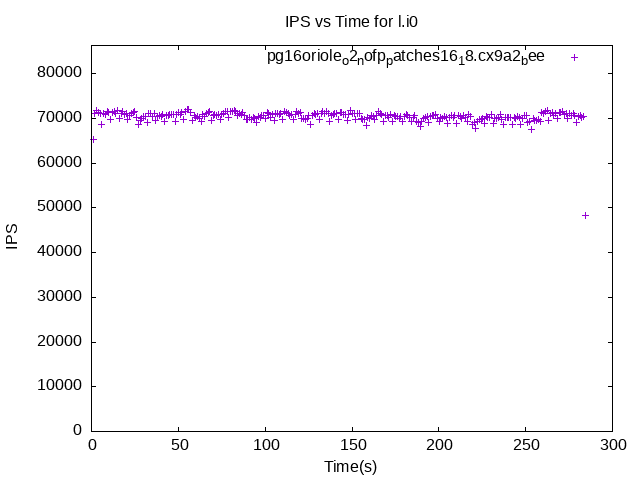 IPS vs Time for l.i0
pg16oriole_o2_nofp_patches16_18.cx9a2_bee
80000
70000
60000
50000
40000
30000
20000
10000
0
IPS
0 50 100 150 200 250 300
Time(s)